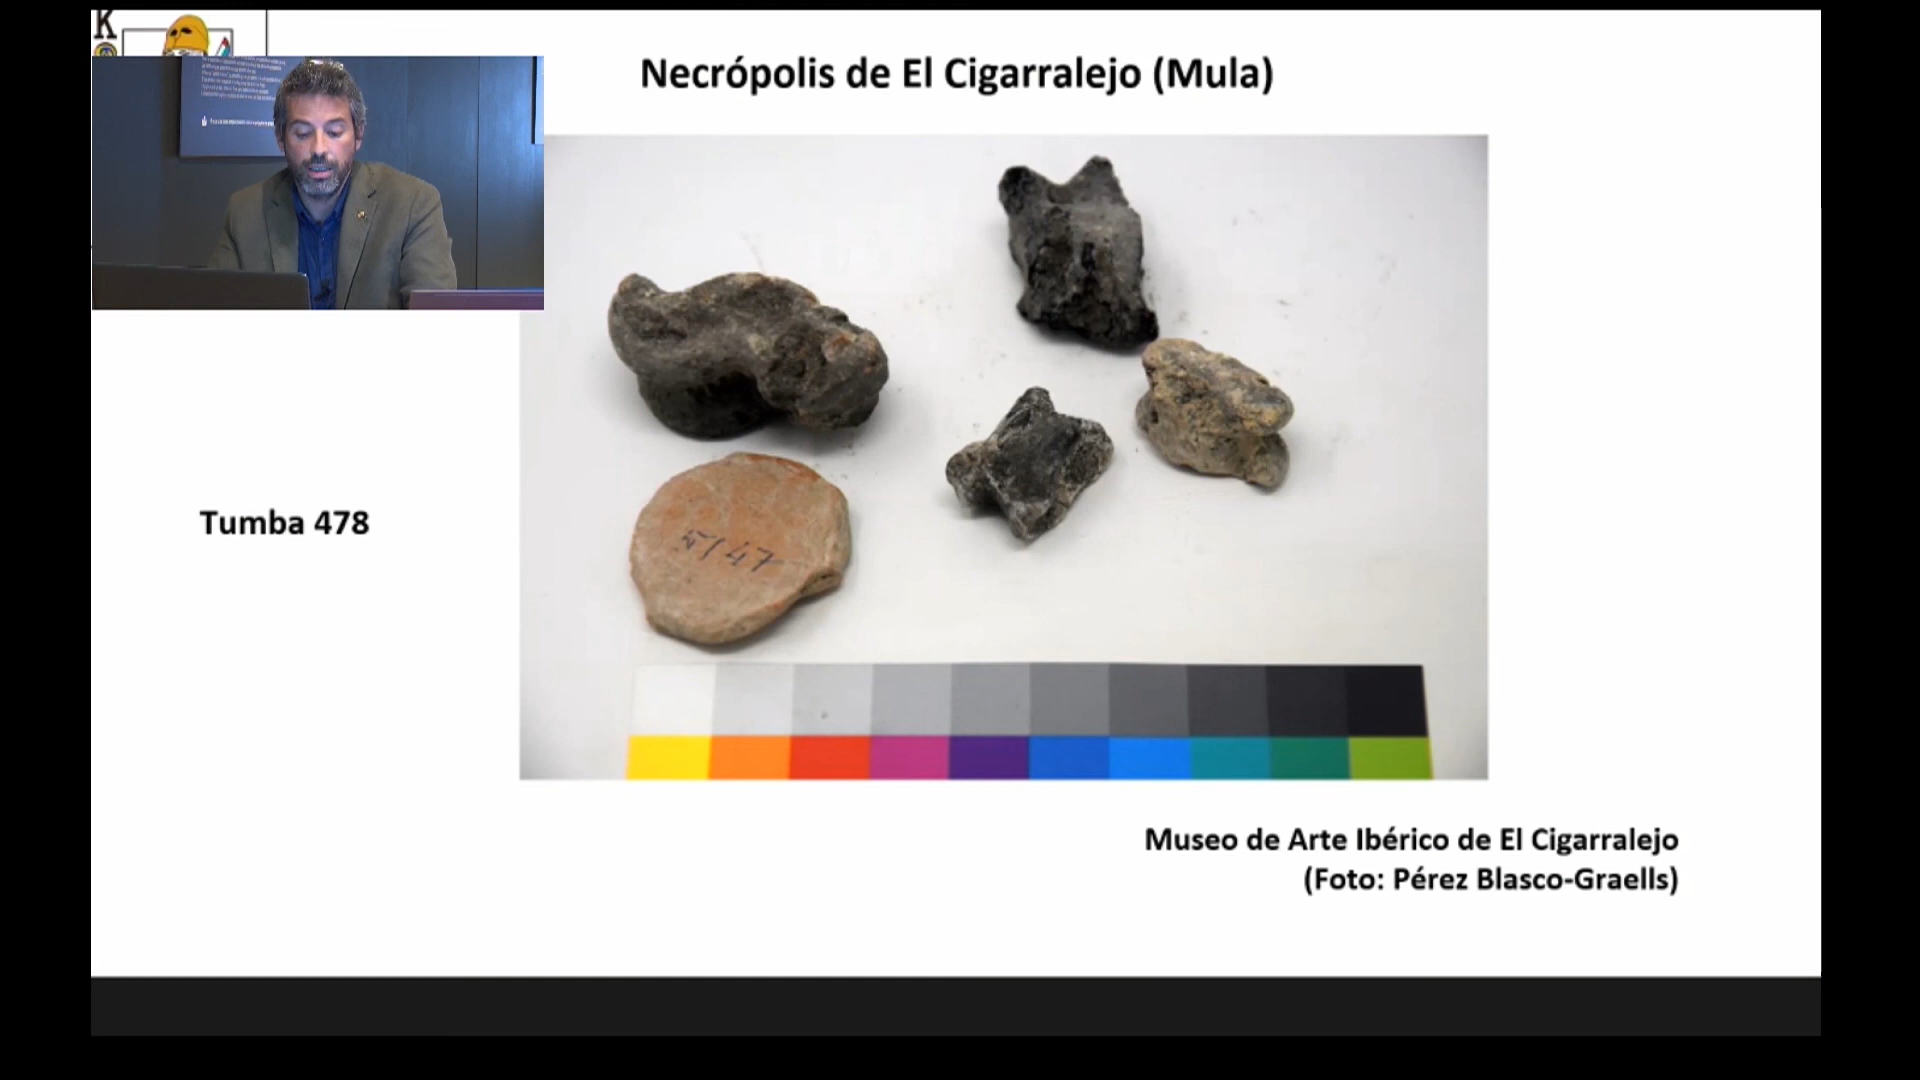 K
Necrópolis de El Cigarralejo (Mula)
Tumba 478
Museo de Arte Ibérico de El Cigarralejo
(Foto: Pérez Blasco-Graells)